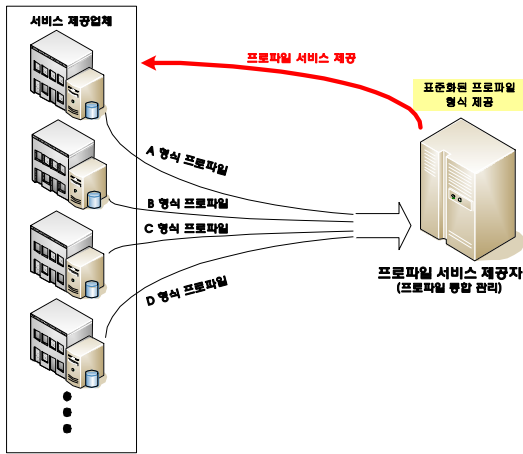 서비스 제공업체
프로파일 서비스 제공
표준화된 프로파일
형식 제공
A 형식 프로파일
B 형식 프로파일
C 형식 프로파일
D 형식 프로파일
프로파일 서비스 제공자
(프로파일 통합 관리)